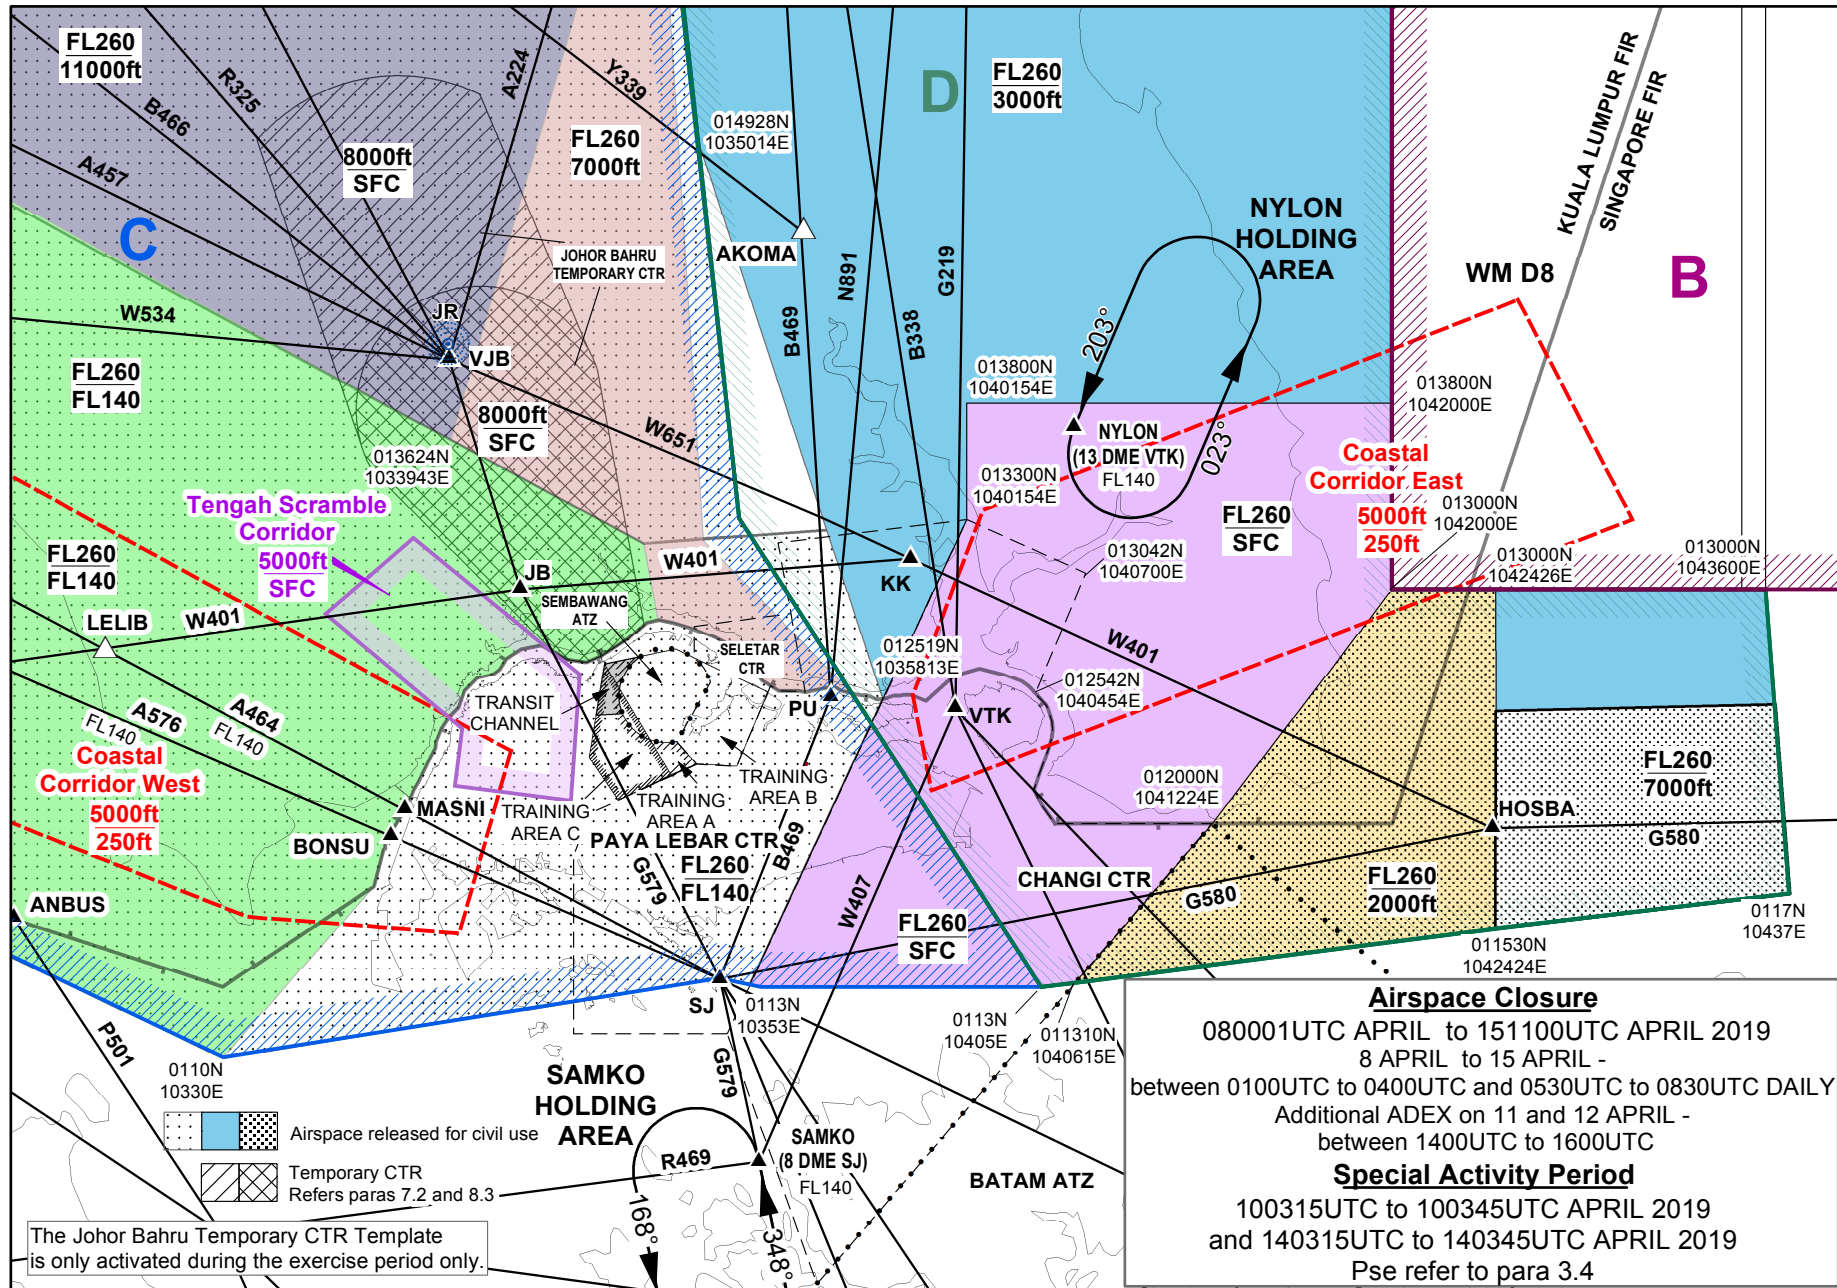 FL260
11000ft
R325
B466
A457
A224
Y339
8000ft
SFC
FL260
7000ft
C
D
FL260
3000ft
014928N
1035014E
AKOMA
JOHOR BAHRU
TEMPORARY CTR
B469
N891
B338
G219
NYLON
HOLDING
AREA
KUALA LUMPUR FIR
SINGAPORE FIR
WM D8
B
W534
JR
VJB
FL260
FL140
8000ft
SFC
W651
203°
023°
013800N
1040154E
013800N
1042000E
NYLON
(13 DME VTK)
FL140
013624N
1033943E
013300N
1040154E
Coastal
Corridor East
5000ft
250ft
013000N
1042000E
Tengah Scramble
Corridor
5000ft
SFC
FL260
SFC
FL260
FL140
013042N
1040700E
013000N
1042426E
013000N
1043600E
W401
KK
JB
SEMBAWANG
ATZ
LELIB
W401
W401
SELETAR
CTR
012519N
1035813E
012542N
1040454E
PU
VTK
TRANSIT
CHANNEL
A576
FL140
A464
FL140
Coastal
Corridor West
5000ft
250ft
TRAINING
AREA B
TRAINING
AREA A
TRAINING
AREA C
012000N
1041224E
FL260
7000ft
MASNI
BONSU
PAYA LEBAR CTR
FL260
FL140
B469
G579
HOSBA
G580
ANBUS
W407
CHANGI CTR
G580
FL260
2000ft
FL260
SFC
0117N
10437E
011530N
1042424E
SJ
0113N
10353E
0113N
10405E
011310N
1040615E
P501
0110N
10330E
G579
SAMKO
HOLDING
AREA
Airspace released for civil use
Temporary CTR
Refers paras 7.2 and 8.3
R469
SAMKO
(8 DME SJ)
FL140
168°
348°
BATAM ATZ
The Johor Bahru Temporary CTR Template
is only activated during the exercise period only.
Airspace Closure
080001UTC APRIL to 151100UTC APRIL 2019
8 APRIL to 15 APRIL -
between 0100UTC to 0400UTC and 0530UTC to 0830UTC DAILY
Additional ADEX on 11 and 12 APRIL -
between 1400UTC to 1600UTC
Special Activity Period
100315UTC to 100345UTC APRIL 2019
and 140315UTC to 140345UTC APRIL 2019
Pse refer to para 3.4